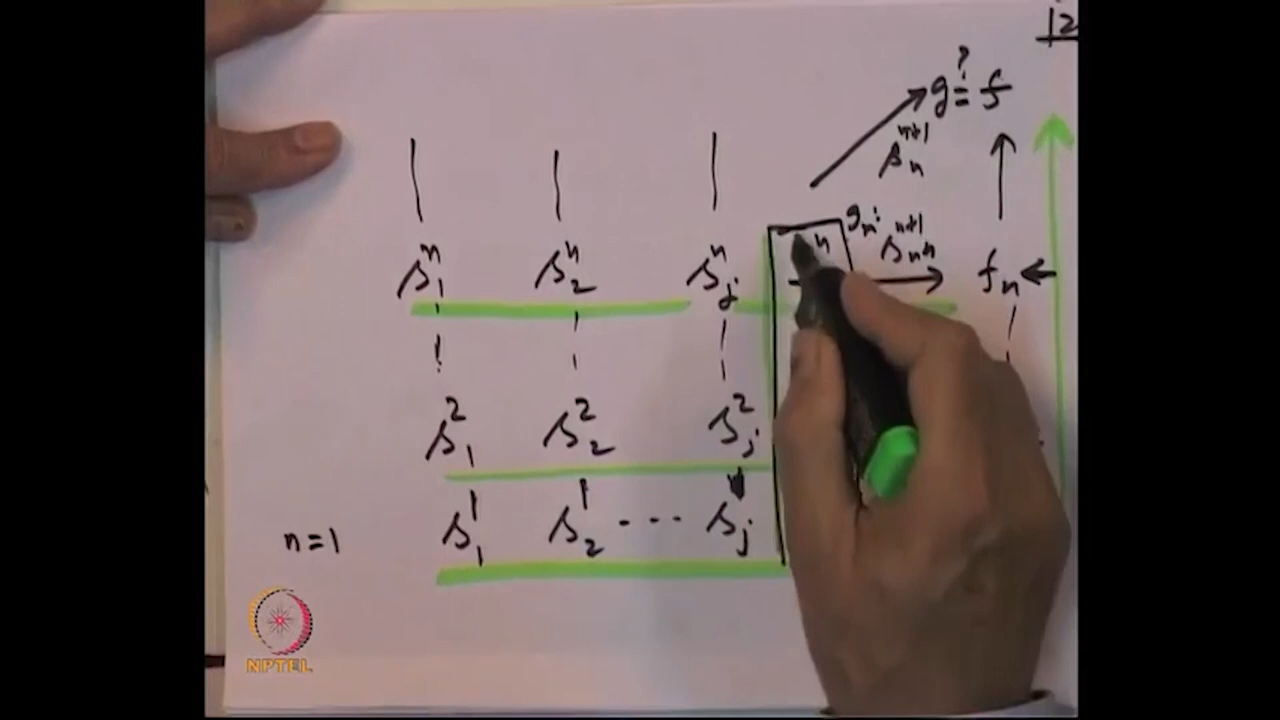 12
g ?= f
s_n^{n+1}
s_1^n s_2^n s_j^n n g_n: s_{n+1}^{n+1} f_n
s_1^2 s_2^2 s_j^2
n=1 s_1^1 s_2^1 ... s_j^1
NPTEL